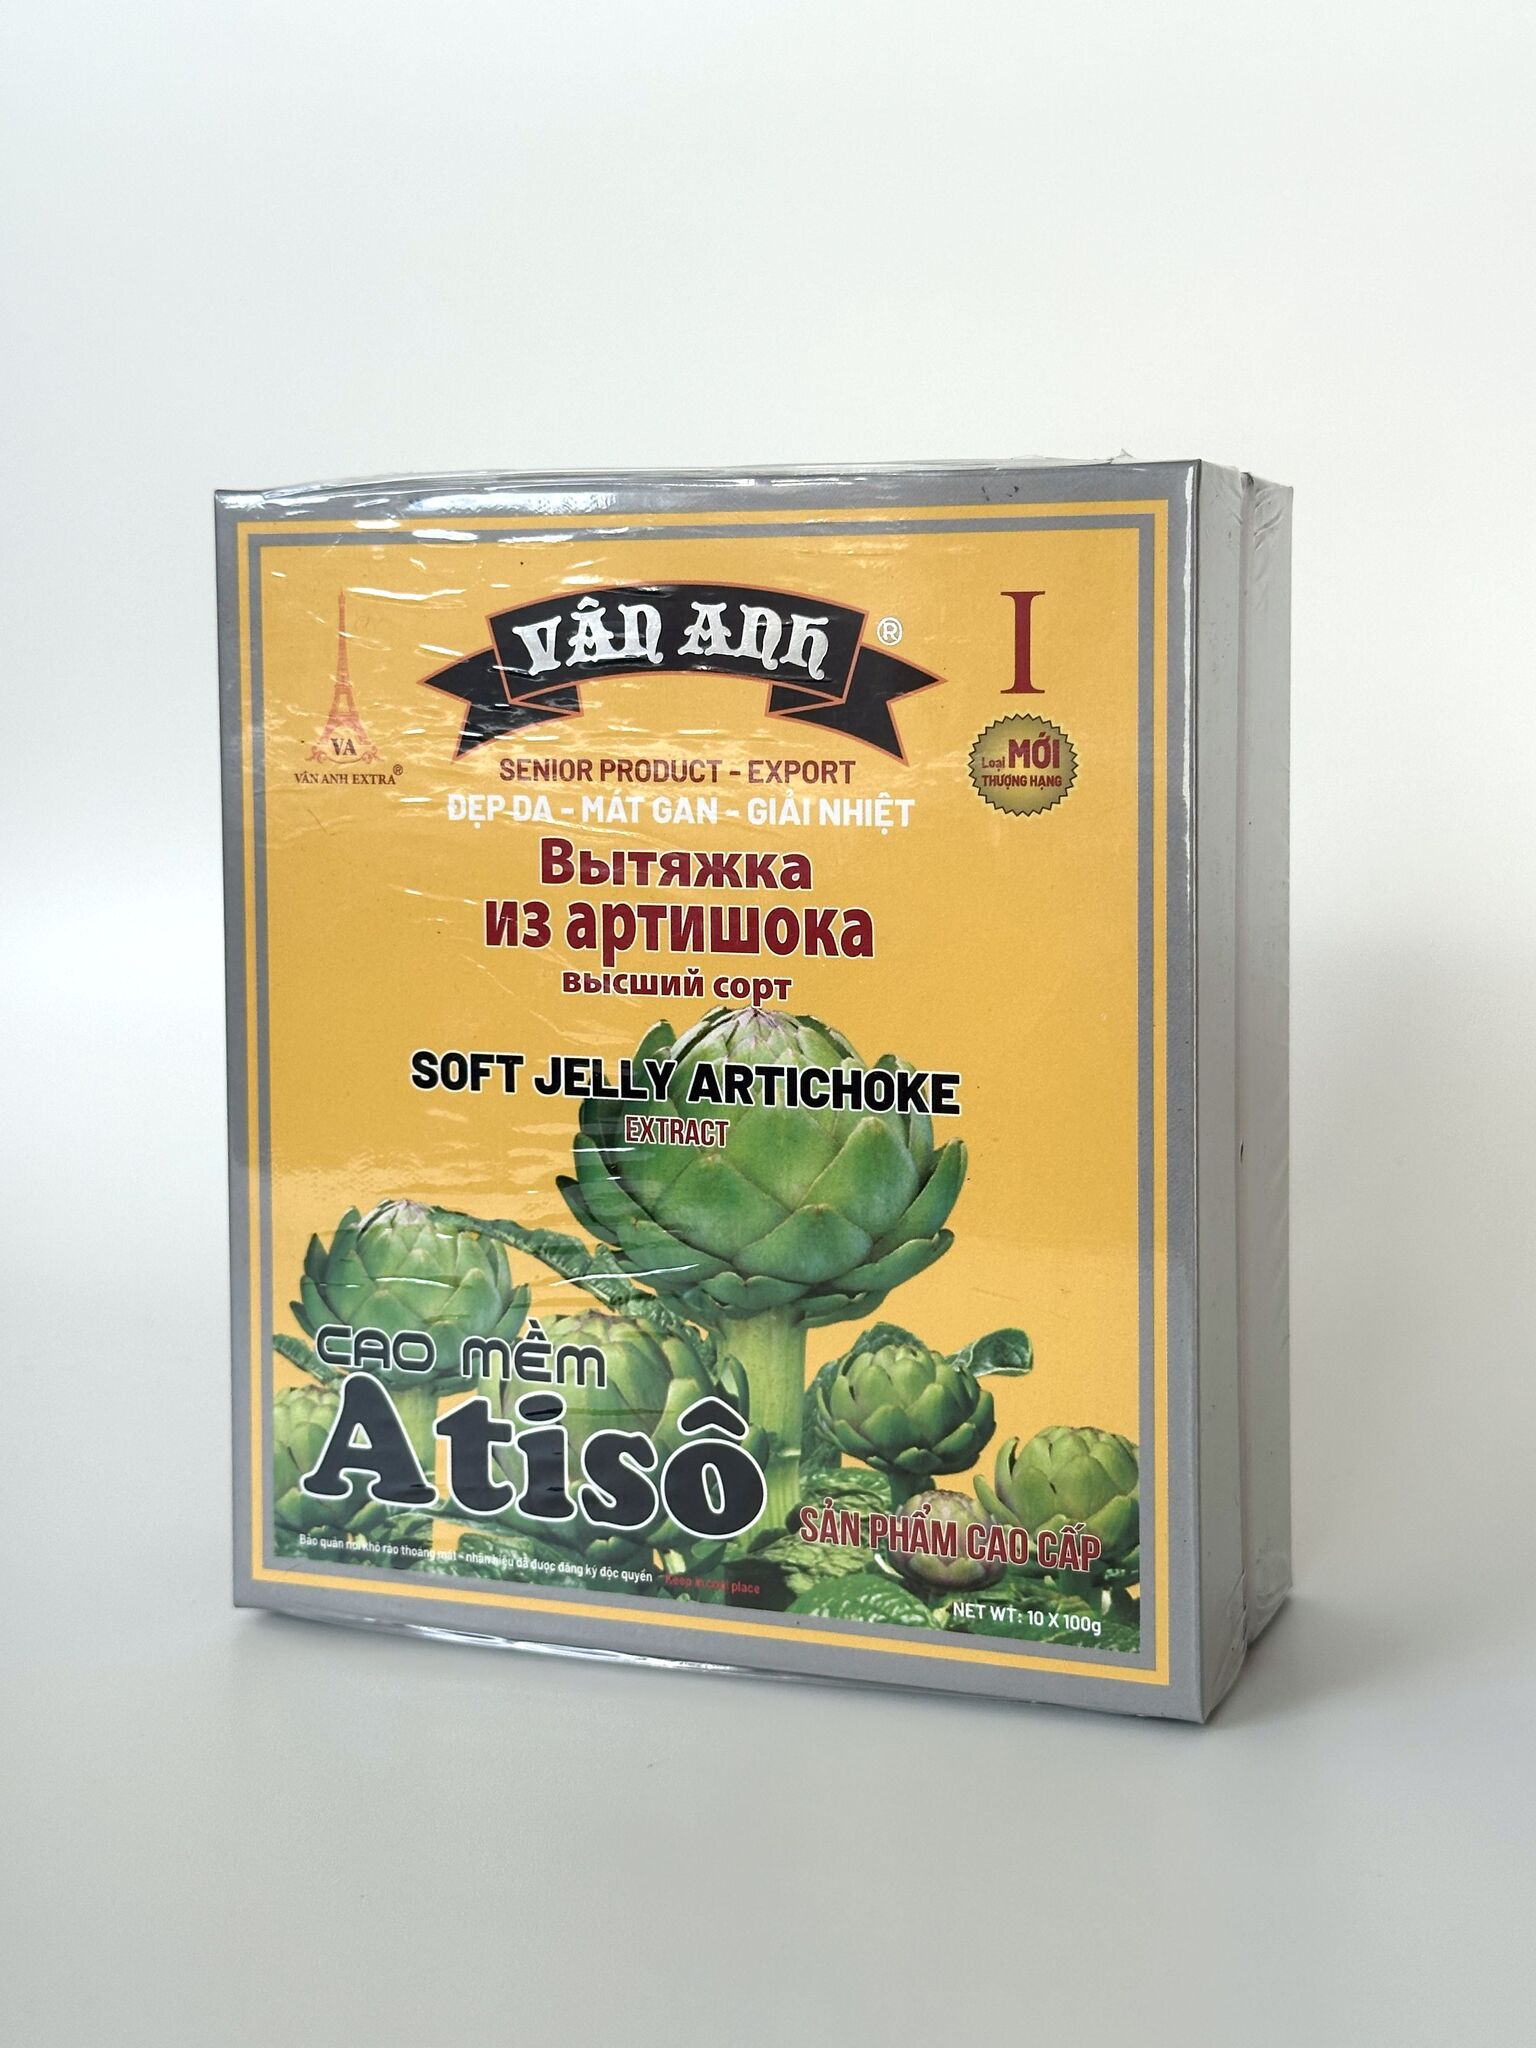 VÂN ANH ®
I
VA
VÂN ANH EXTRA ®
Loại MỚI
THƯỢNG HẠNG
SENIOR PRODUCT - EXPORT
ĐẸP DA - MÁT GAN - GIẢI NHIỆT
Вытяжка
из артишока
высший сорт
SOFT JELLY ARTICHOKE
EXTRACT
CAO MỀM
Atisô
SẢN PHẨM CAO CẤP
Bảo quản nơi khô ráo thoáng mát - nhãn hiệu đã được đăng ký độc quyền - Keep in cool place
NET WT: 10 X 100g